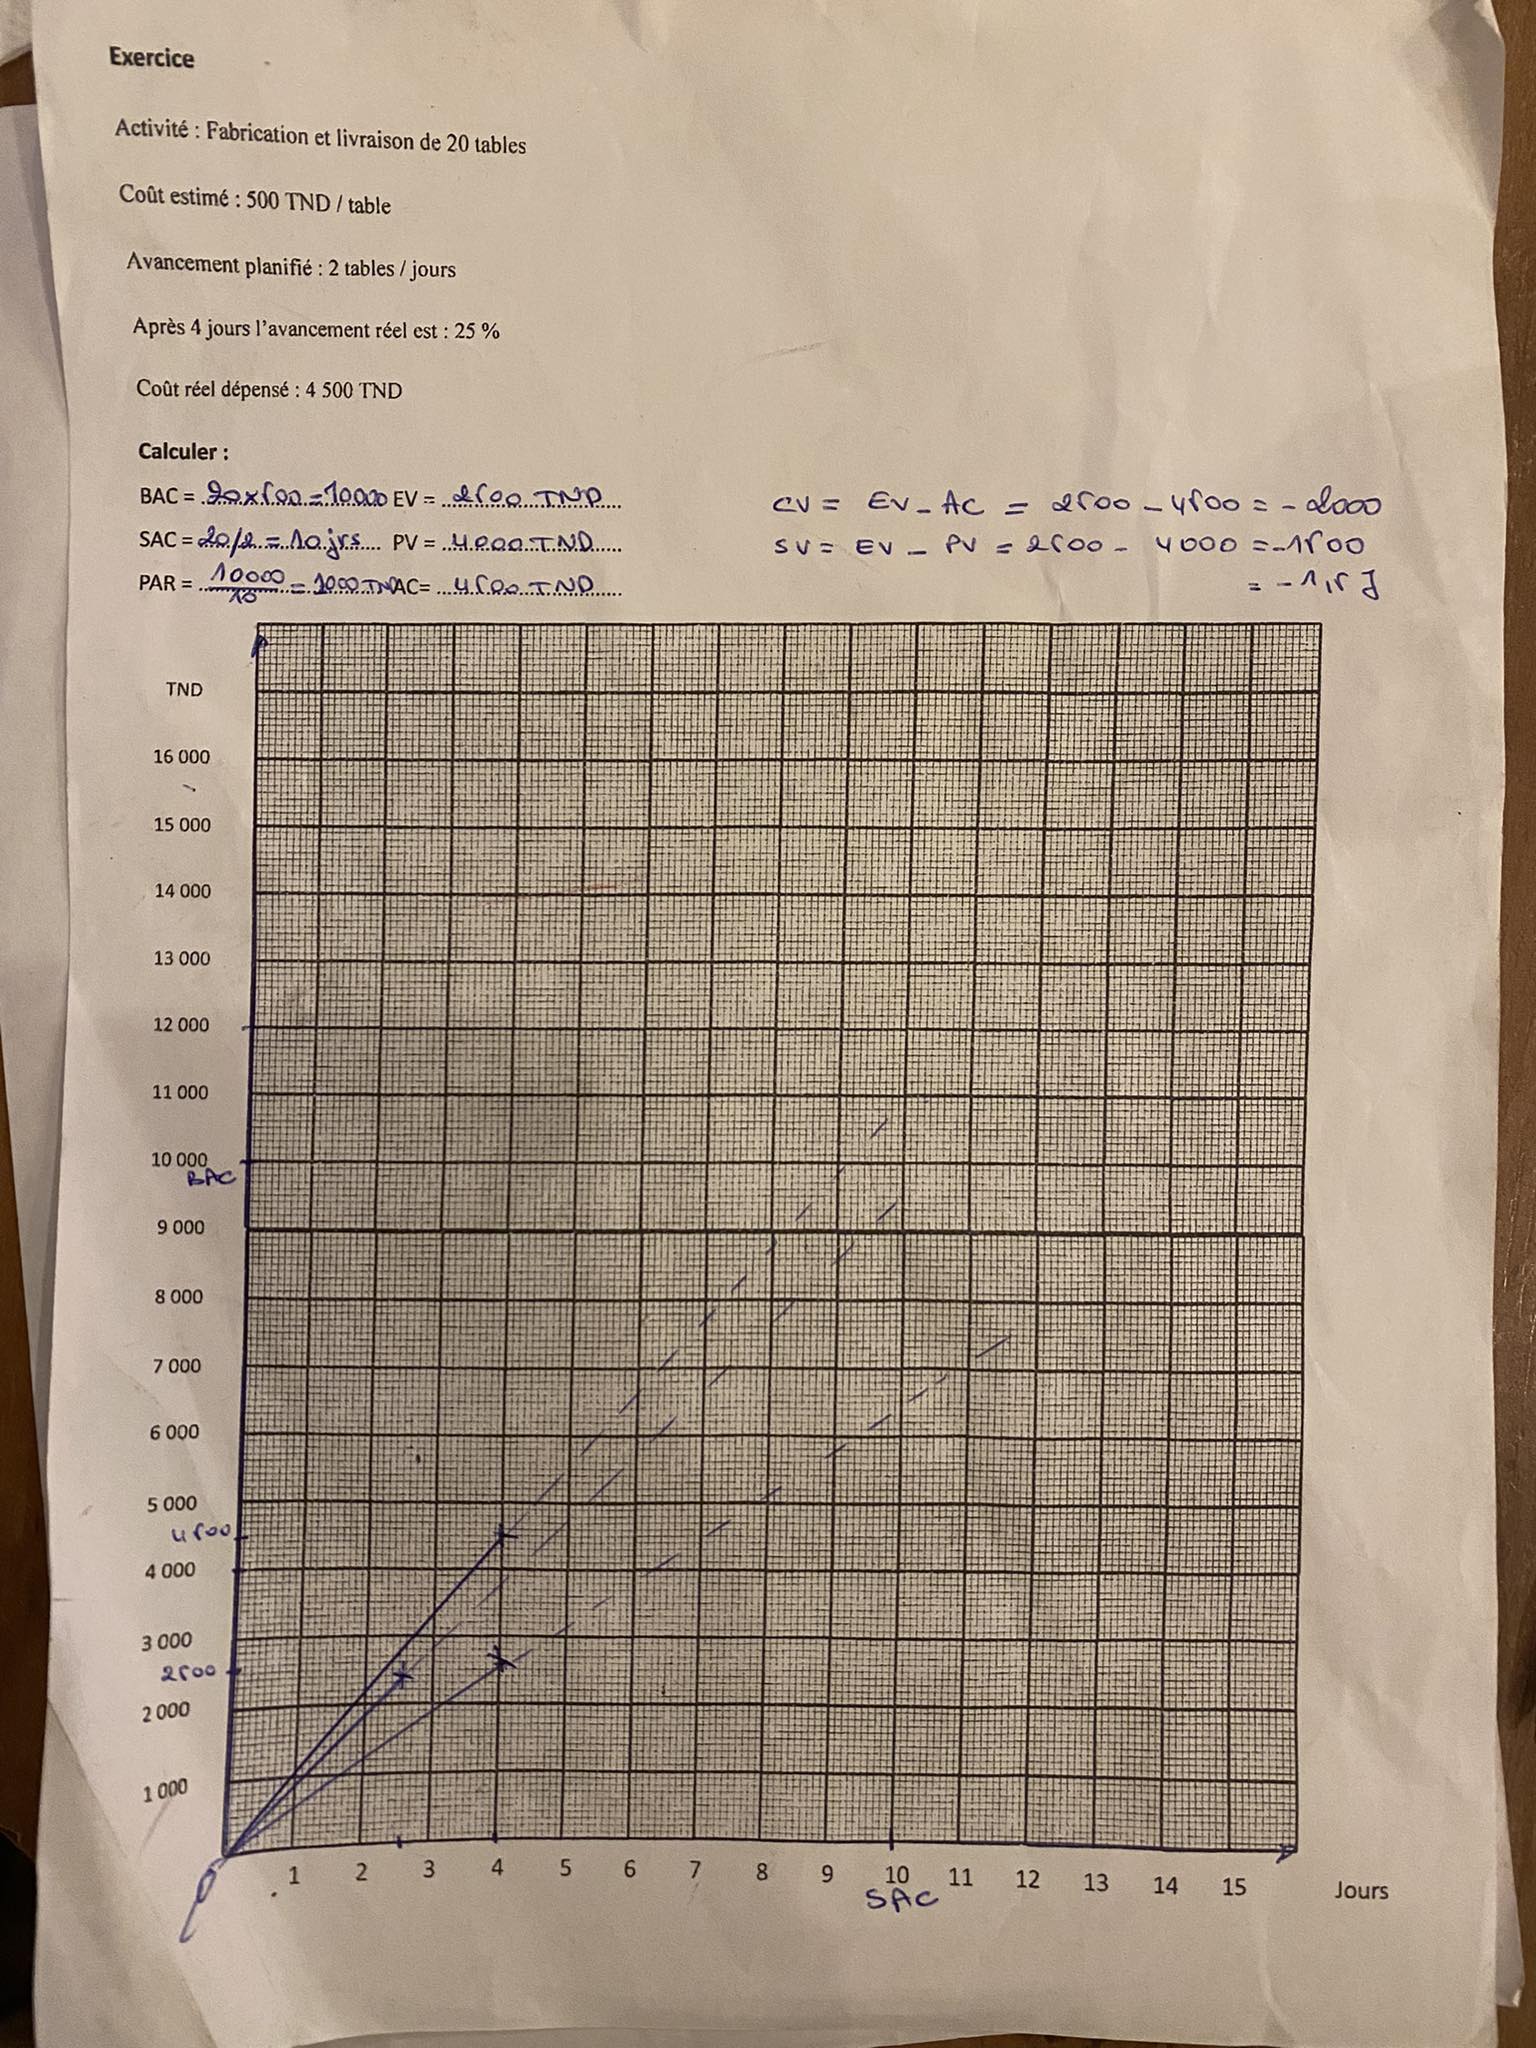 Exercice
Activité : Fabrication et livraison de 20 tables
Coût estimé : 500 TND / table
Avancement planifié : 2 tables / jours
Après 4 jours l'avancement réel est : 25 %
Coût réel dépensé : 4 500 TND
Calculer :
BAC = 20x500 = 10000 EV = 2500 TND
SAC = 20/2 = 10 jrs PV = 4000 TND
PAR = 10000/10 = 1000 TND AC= 4500 TND
CV = EV - AC = 2500 - 4500 = - 2000
SV = EV - PV = 2500 - 4000 = -1500
= - 1,5 J
TND
16 000
15 000
14 000
13 000
12 000
11 000
10 000
BAC
9 000
8 000
7 000
6 000
5 000
4500
4 000
3 000
2500
2 000
1 000
1 2 3 4 5 6 7 8 9 10 11 12 13 14 15 Jours
SAC